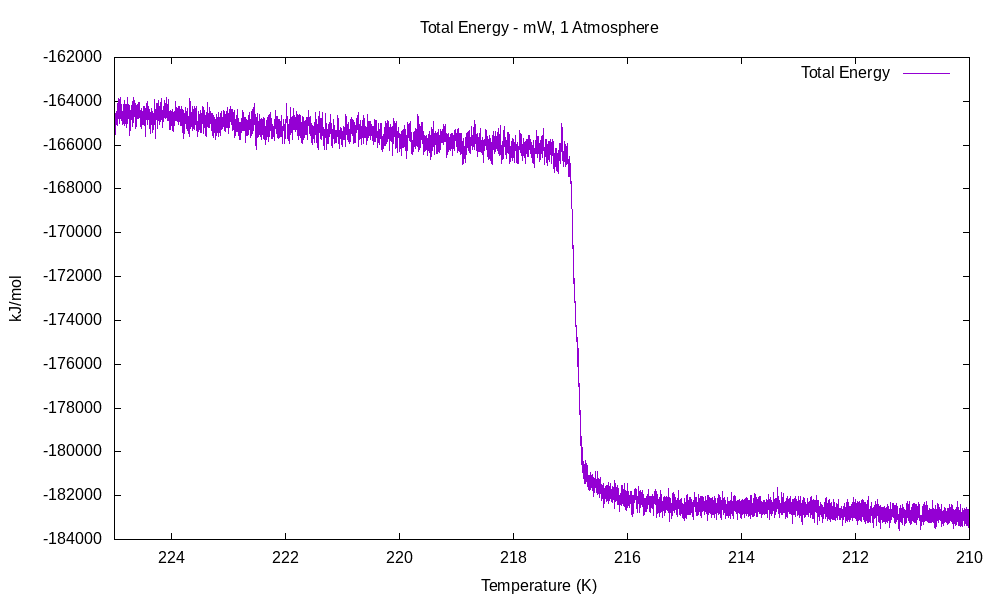 Total Energy - mW, 1 Atmosphere
Total Energy
-162000
-164000
-166000
-168000
-170000
-172000
-174000
-176000
-178000
-180000
-182000
-184000
kJ/mol
224 222 220 218 216 214 212 210
Temperature (K)